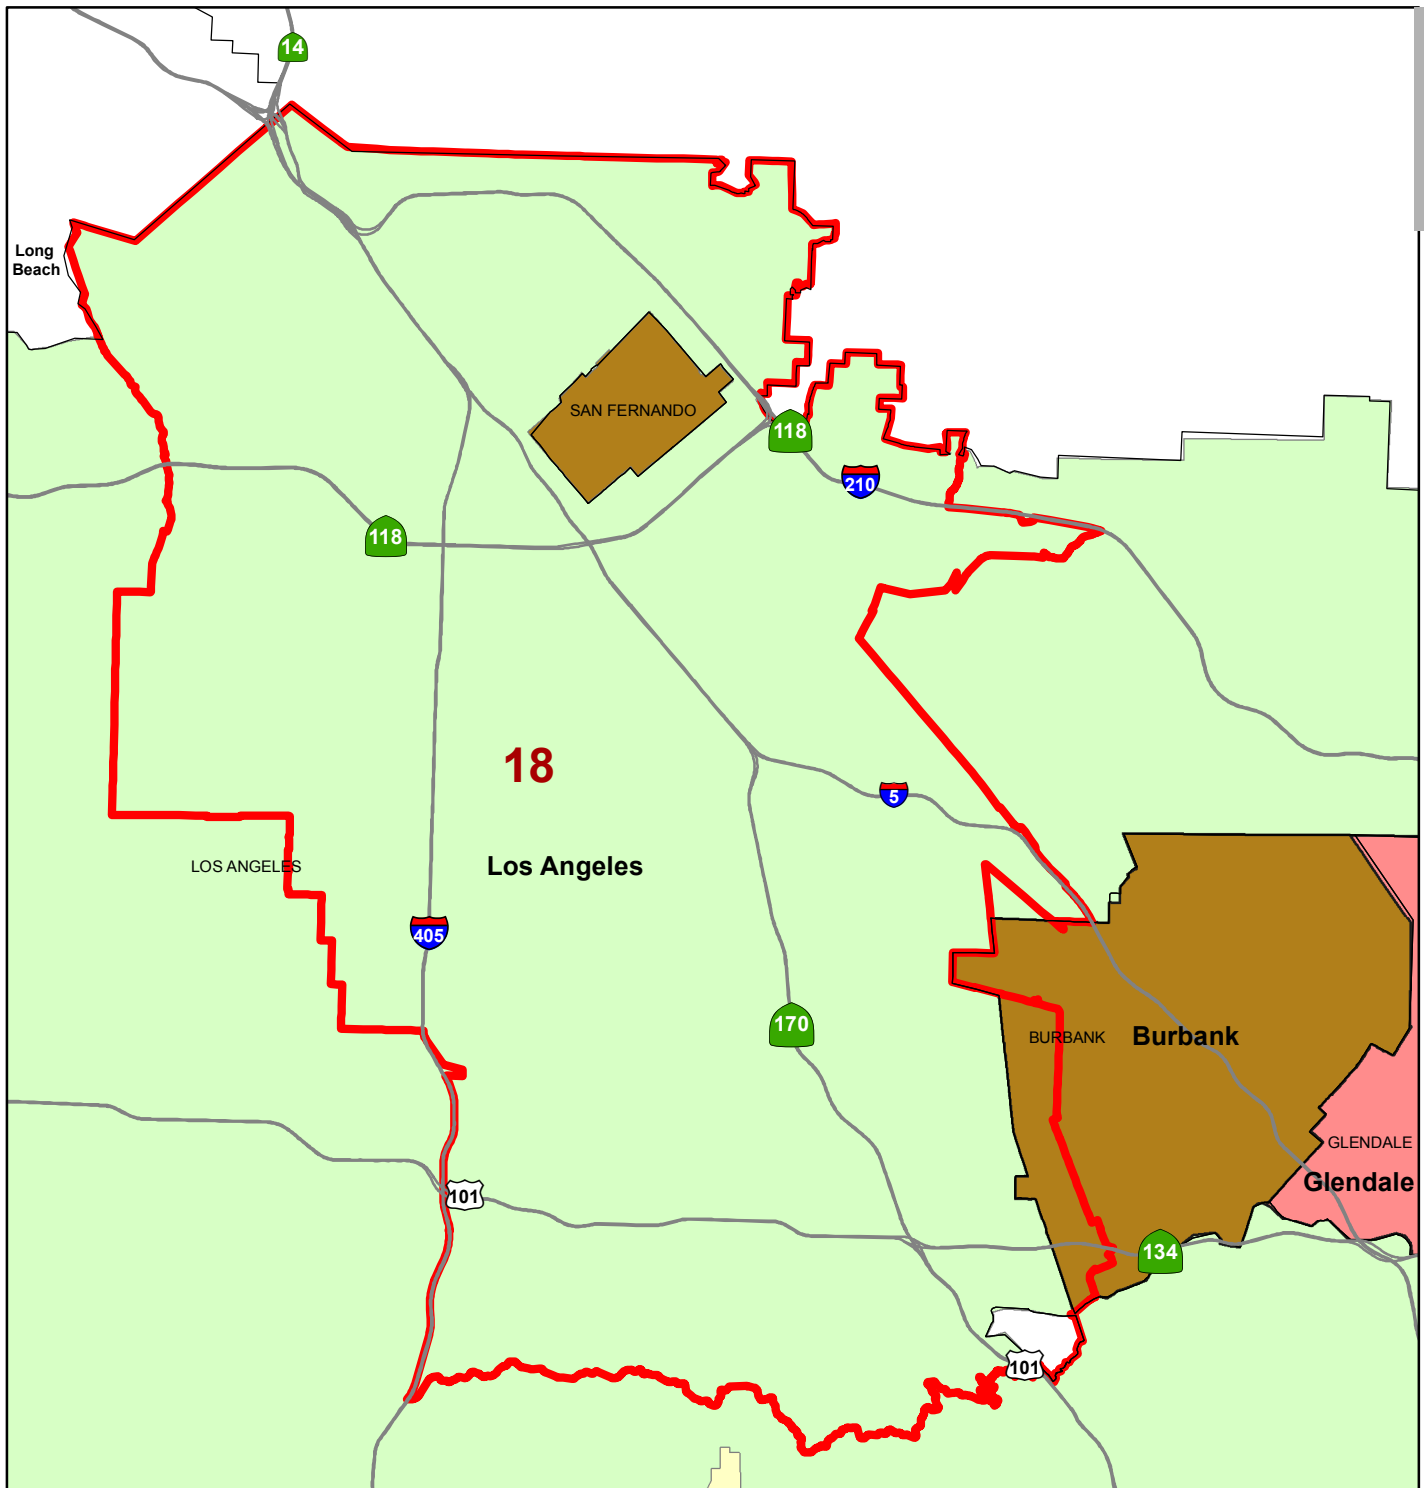 14
Long
Beach
SAN FERNANDO
118
210
118
18
5
LOS ANGELES
Los Angeles
405
170
BURBANK
Burbank
GLENDALE
Glendale
101
134
101